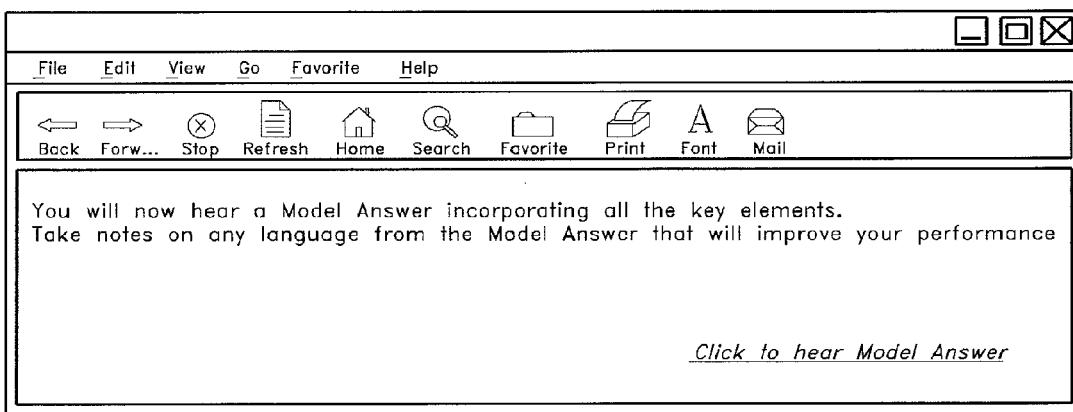 File Edit View Go Favorite Help
Back Forw... Stop Refresh Home Search Favorite Print Font Mail
You will now hear a Model Answer incorporating all the key elements.
Take notes on any language from the Model Answer that will improve your performance
Click to hear Model Answer